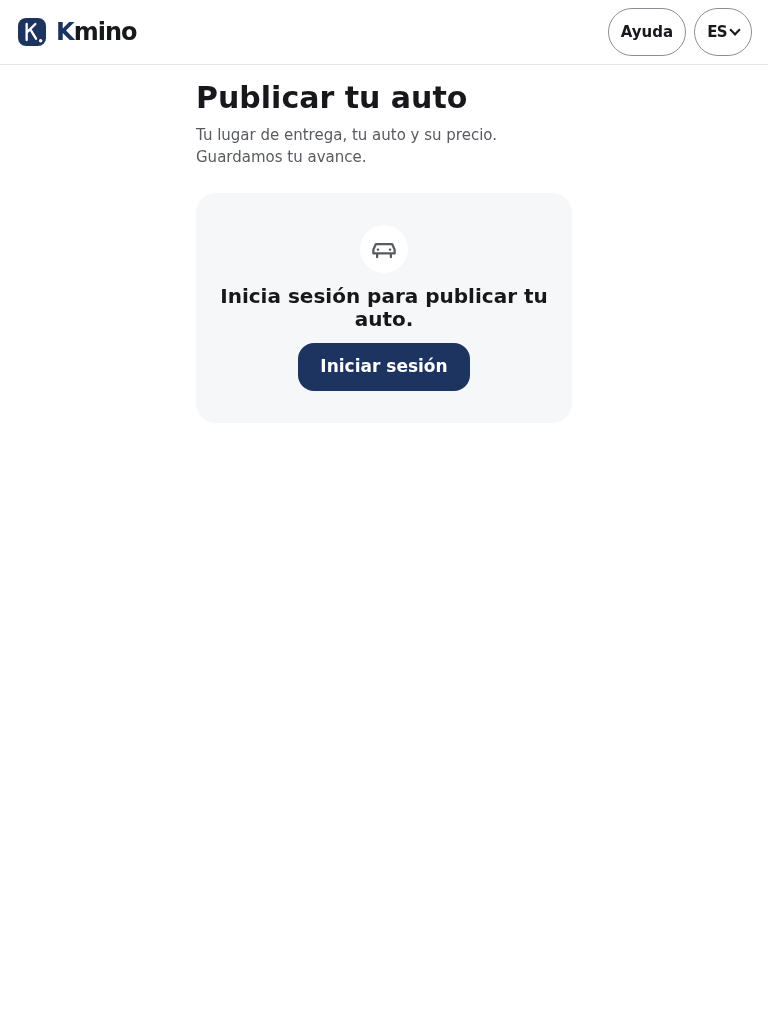 K. Kmino
Ayuda
ES
Publicar tu auto
Tu lugar de entrega, tu auto y su precio.
Guardamos tu avance.
Inicia sesión para publicar tu
auto.
Iniciar sesión